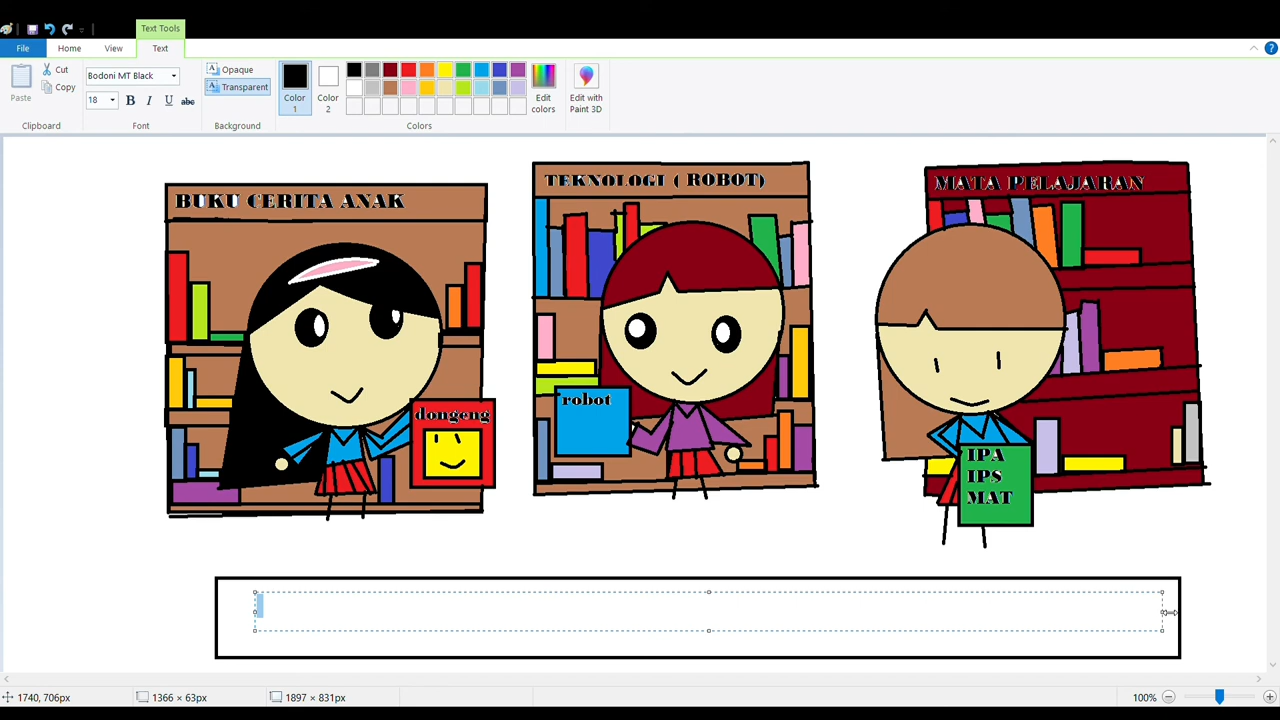 Text Tools
File Home View Text
Paste
Cut
Copy
Clipboard
Bodoni MT Black
18 B I U abc
Font
Opaque
Transparent
Background
Color 1
Color 2
Edit colors
Colors
Edit with Paint 3D
BUKU CERITA ANAK
TEKNOLOGI ( ROBOT)
MATA PELAJARAN
dongeng
robot
IPA
IPS
MAT
1740, 706px 1366 × 63px 1897 × 831px 100%